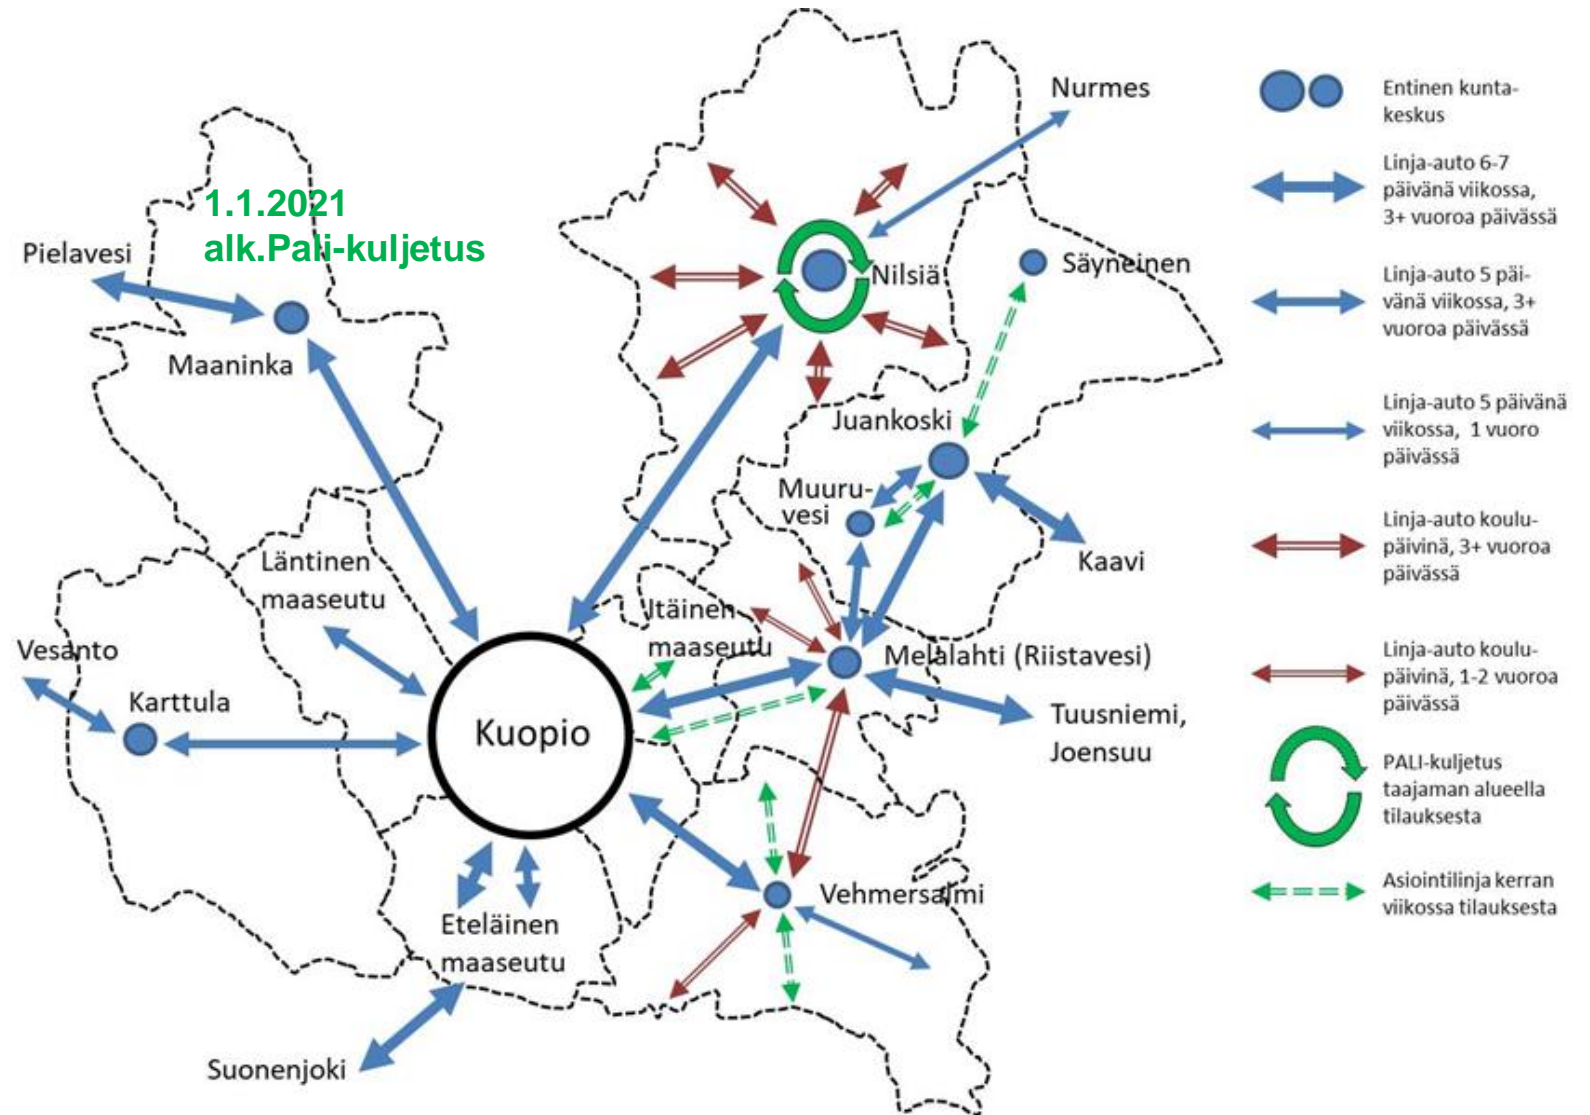 1.1.2021
alk.Pali-kuljetus
Pielavesi
Maaninka
Nurmes
Säyneinen
Nilsiä
Juankoski
Muuru-
vesi
Kaavi
Läntinen
maaseutu
Itäinen
maaseutu
Melalahti (Riistavesi)
Vesanto
Karttula
Kuopio
Tuusniemi,
Joensuu
Vehmersalmi
Eteläinen
maaseutu
Suonenjoki
Entinen kunta-
keskus
Linja-auto 6-7
päivänä viikossa,
3+ vuoroa päivässä
Linja-auto 5 päi-
vänä viikossa, 3+
vuoroa päivässä
Linja-auto 5 päivänä
viikossa, 1 vuoro
päivässä
Linja-auto koulu-
päivinä, 3+ vuoroa
päivässä
Linja-auto koulu-
päivinä, 1-2 vuoroa
päivässä
PALI-kuljetus
taajaman alueella
tilauksesta
Asiointilinja kerran
viikossa tilauksesta